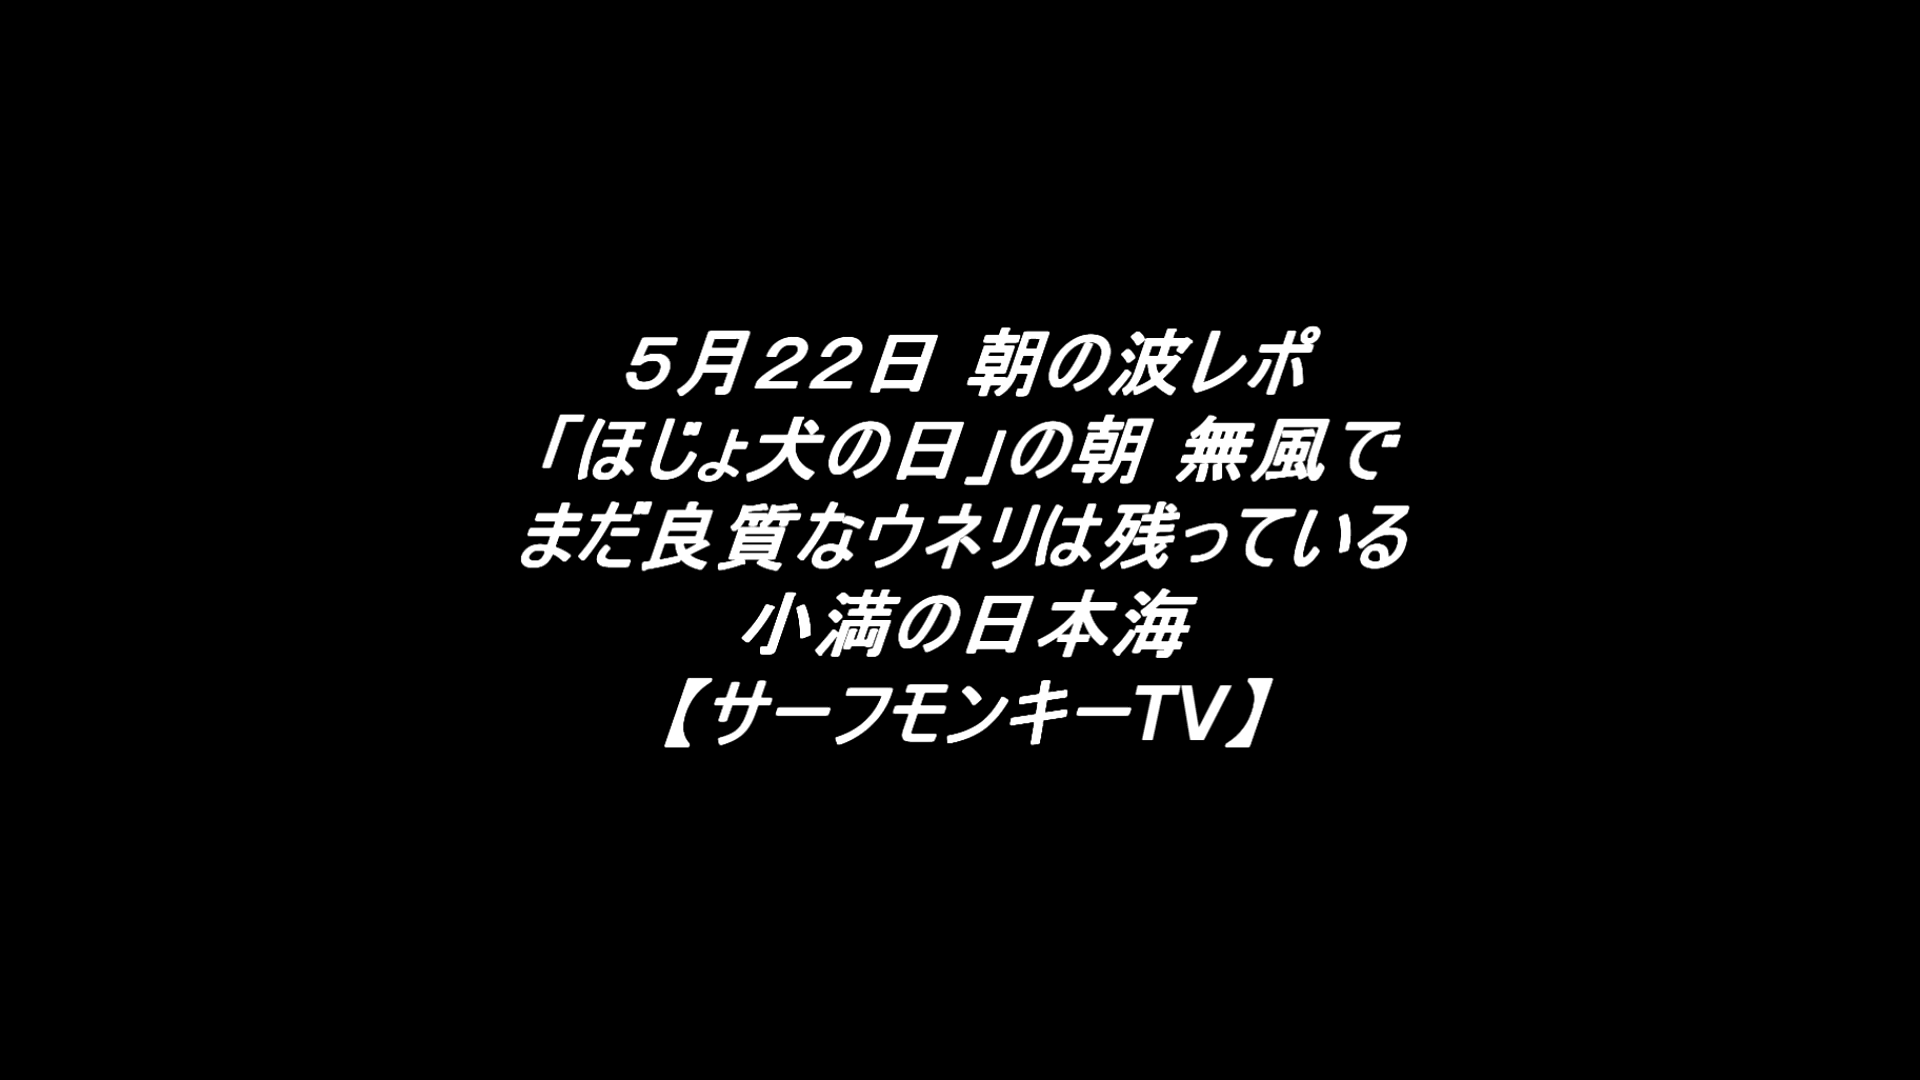 ５月２２日 朝の波レポ
「ほじょ犬の日」の朝 無風で
まだ良質なウネリは残っている
小満の日本海
【サーフモンキーTV】